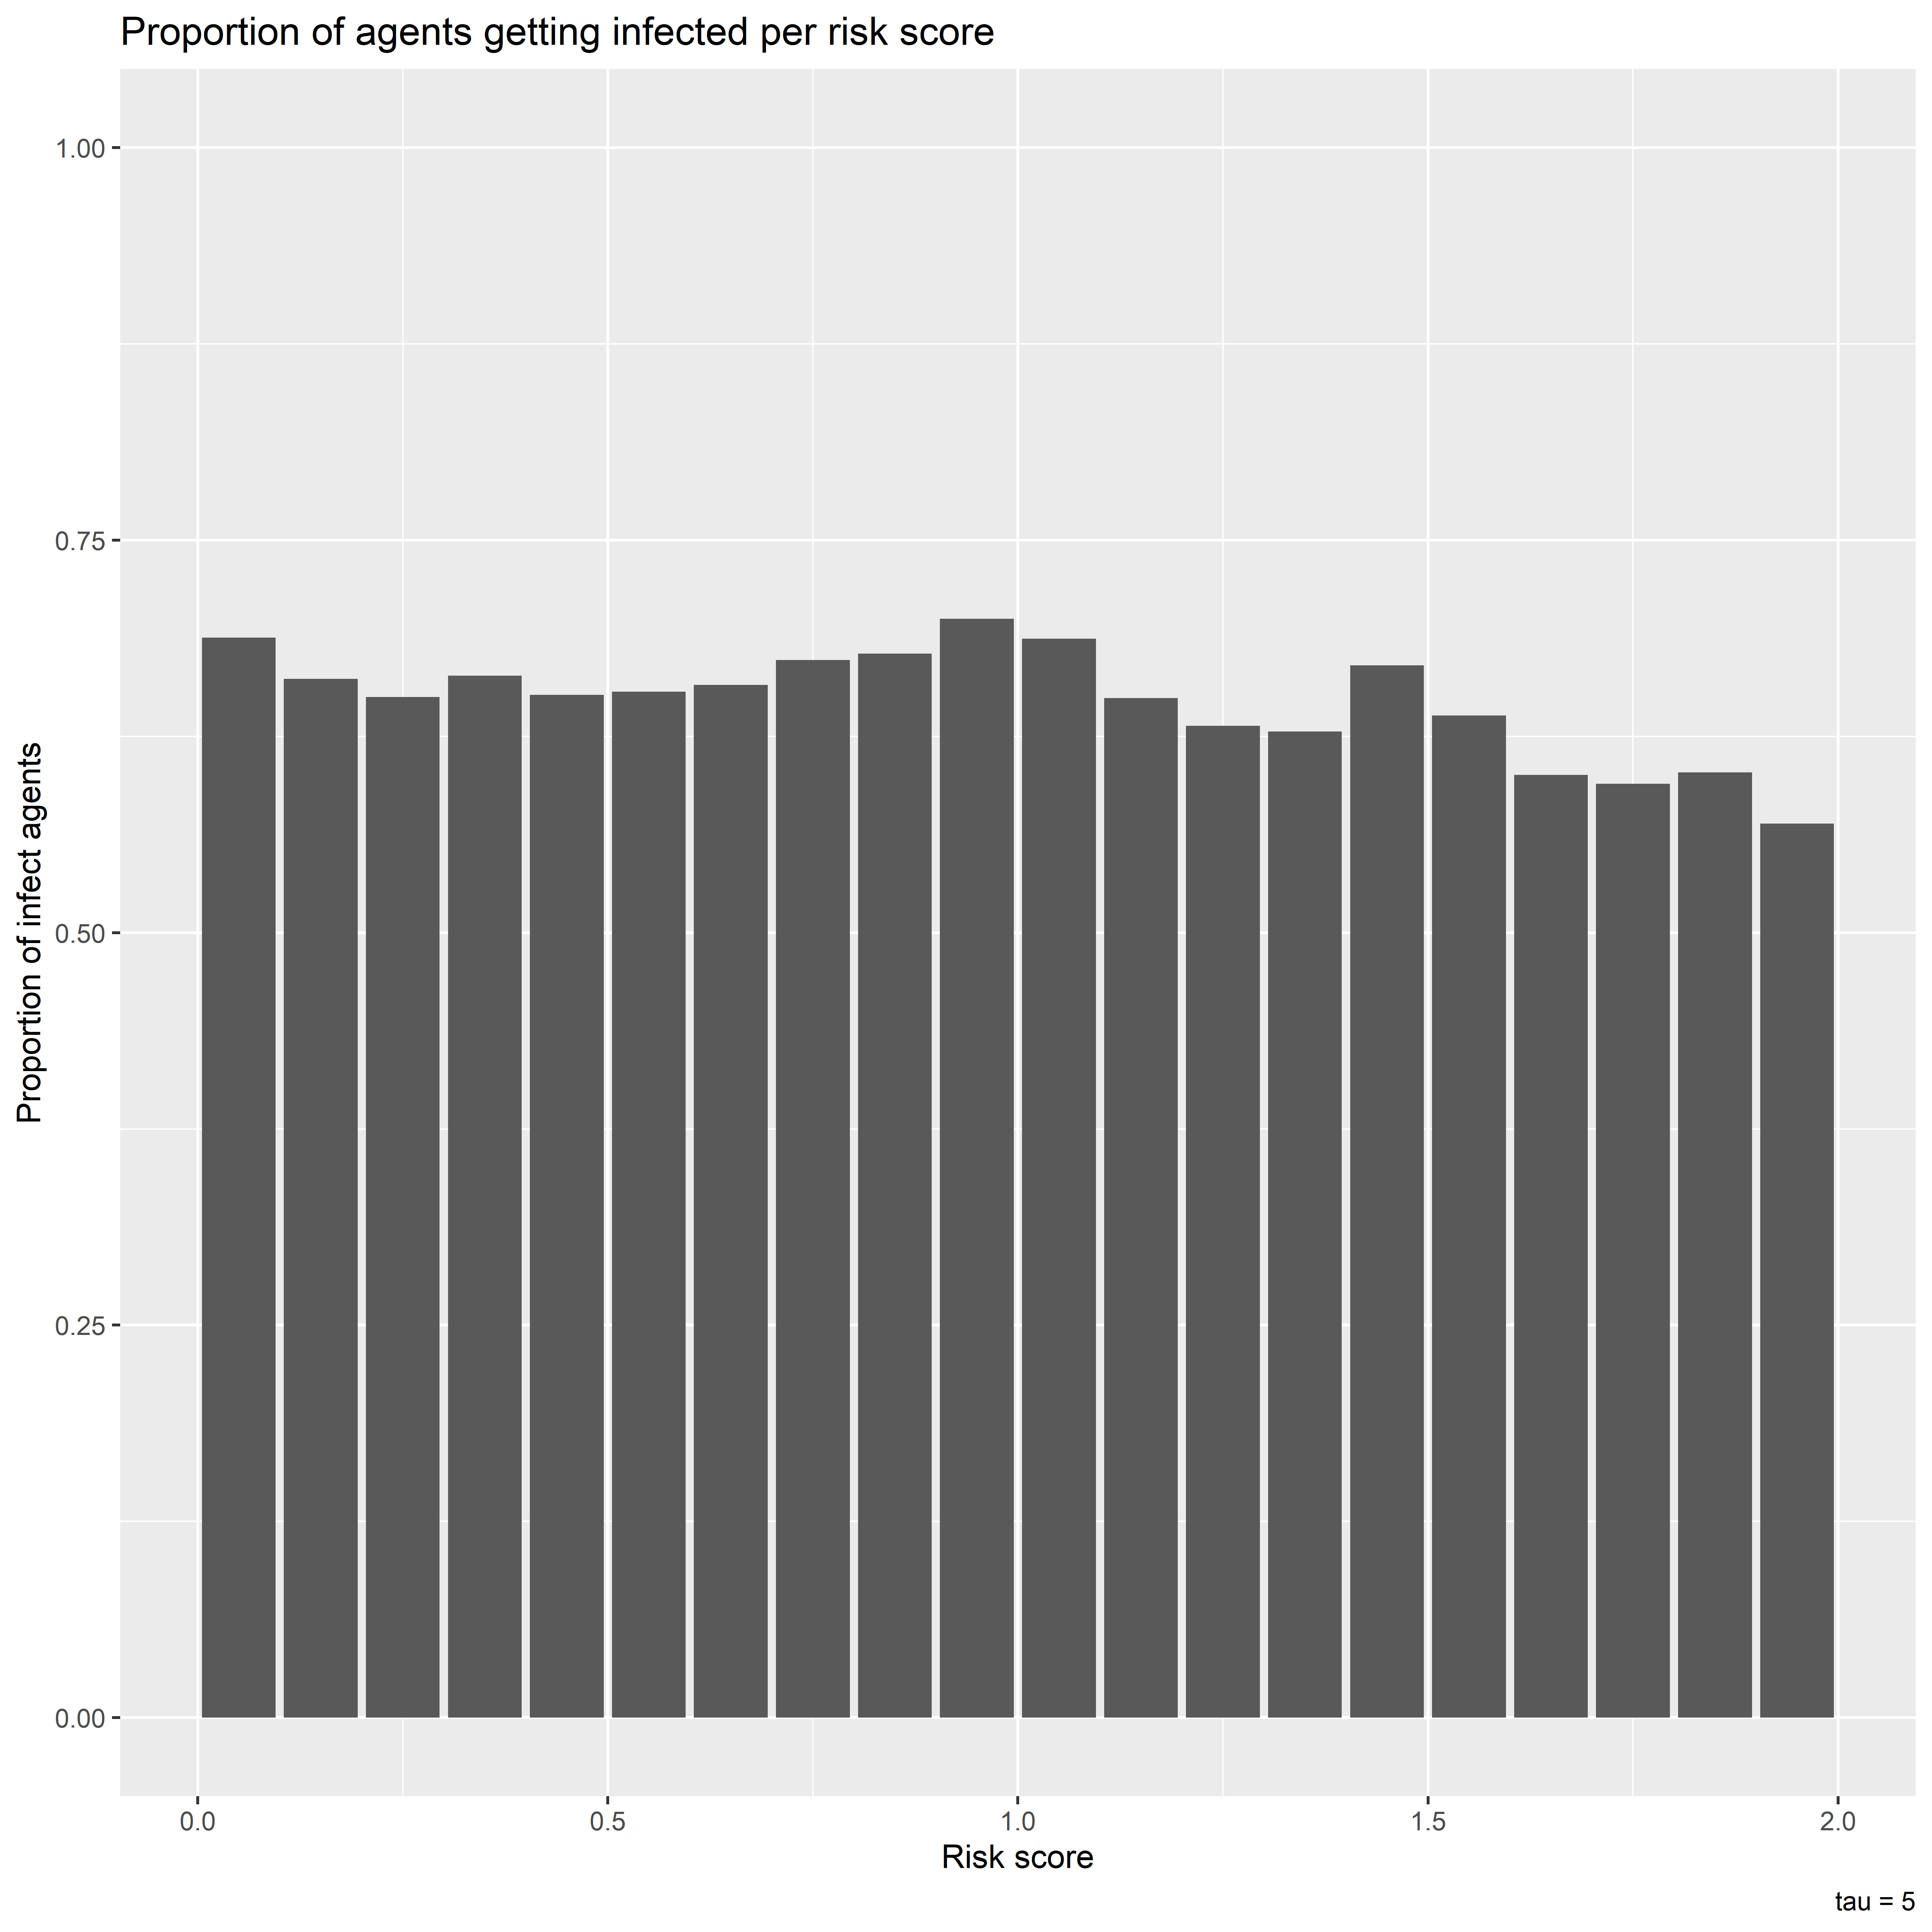 Proportion of agents getting infected per risk score
Proportion of infect agents
1.00
0.75
0.50
0.25
0.00
0.0 0.5 1.0 1.5 2.0
Risk score
tau = 5